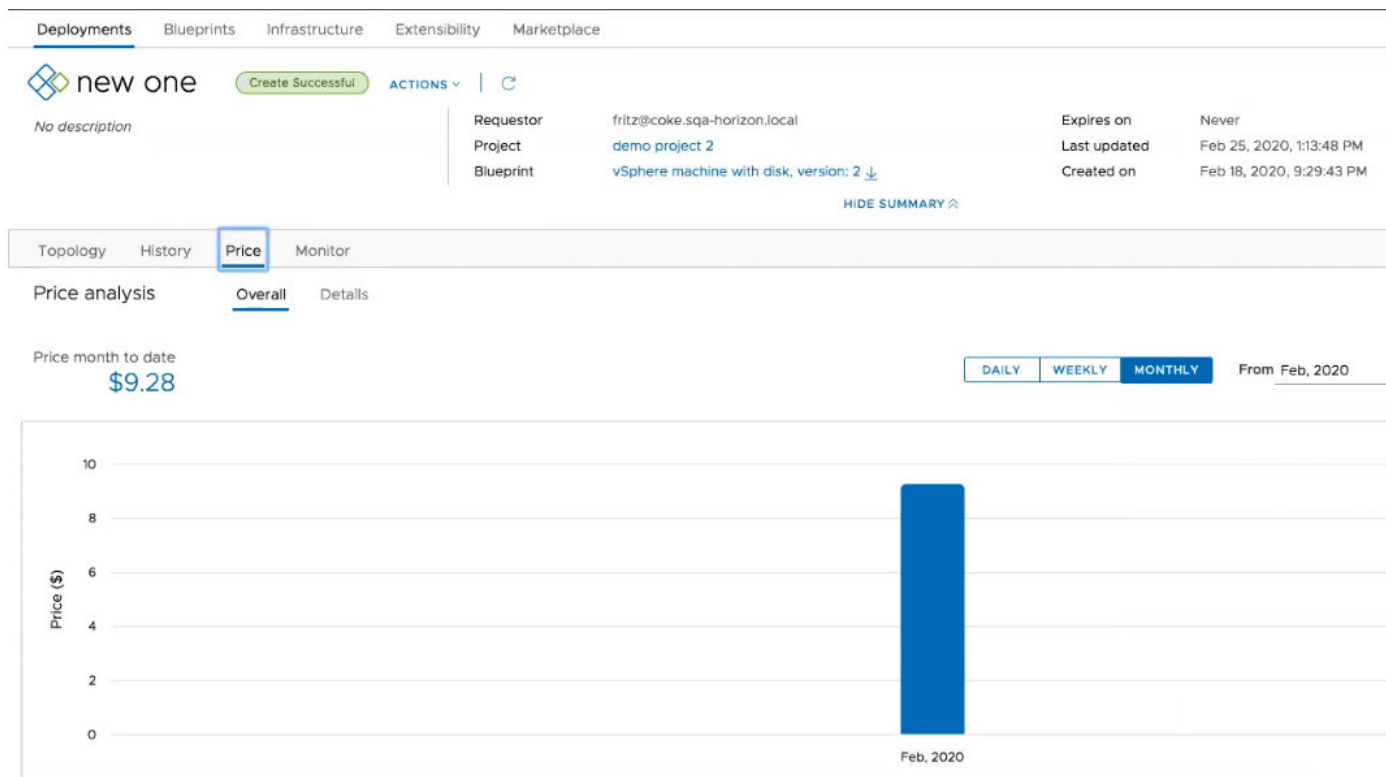 Deployments Blueprints Infrastructure Extensibility Marketplace
new one Create Successful ACTIONS
No description
Requestor fritz@coke.sqa-horizon.local Expires on Never
Project demo project 2 Last updated Feb 25, 2020, 1:13:48 PM
Blueprint vSphere machine with disk, version: 2 Created on Feb 18, 2020, 9:29:43 PM
HIDE SUMMARY
Topology History Price Monitor
Price analysis Overall Details
Price month to date
$9.28
DAILY WEEKLY MONTHLY From Feb, 2020
10
8
6
4
2
0
Price ($)
Feb, 2020